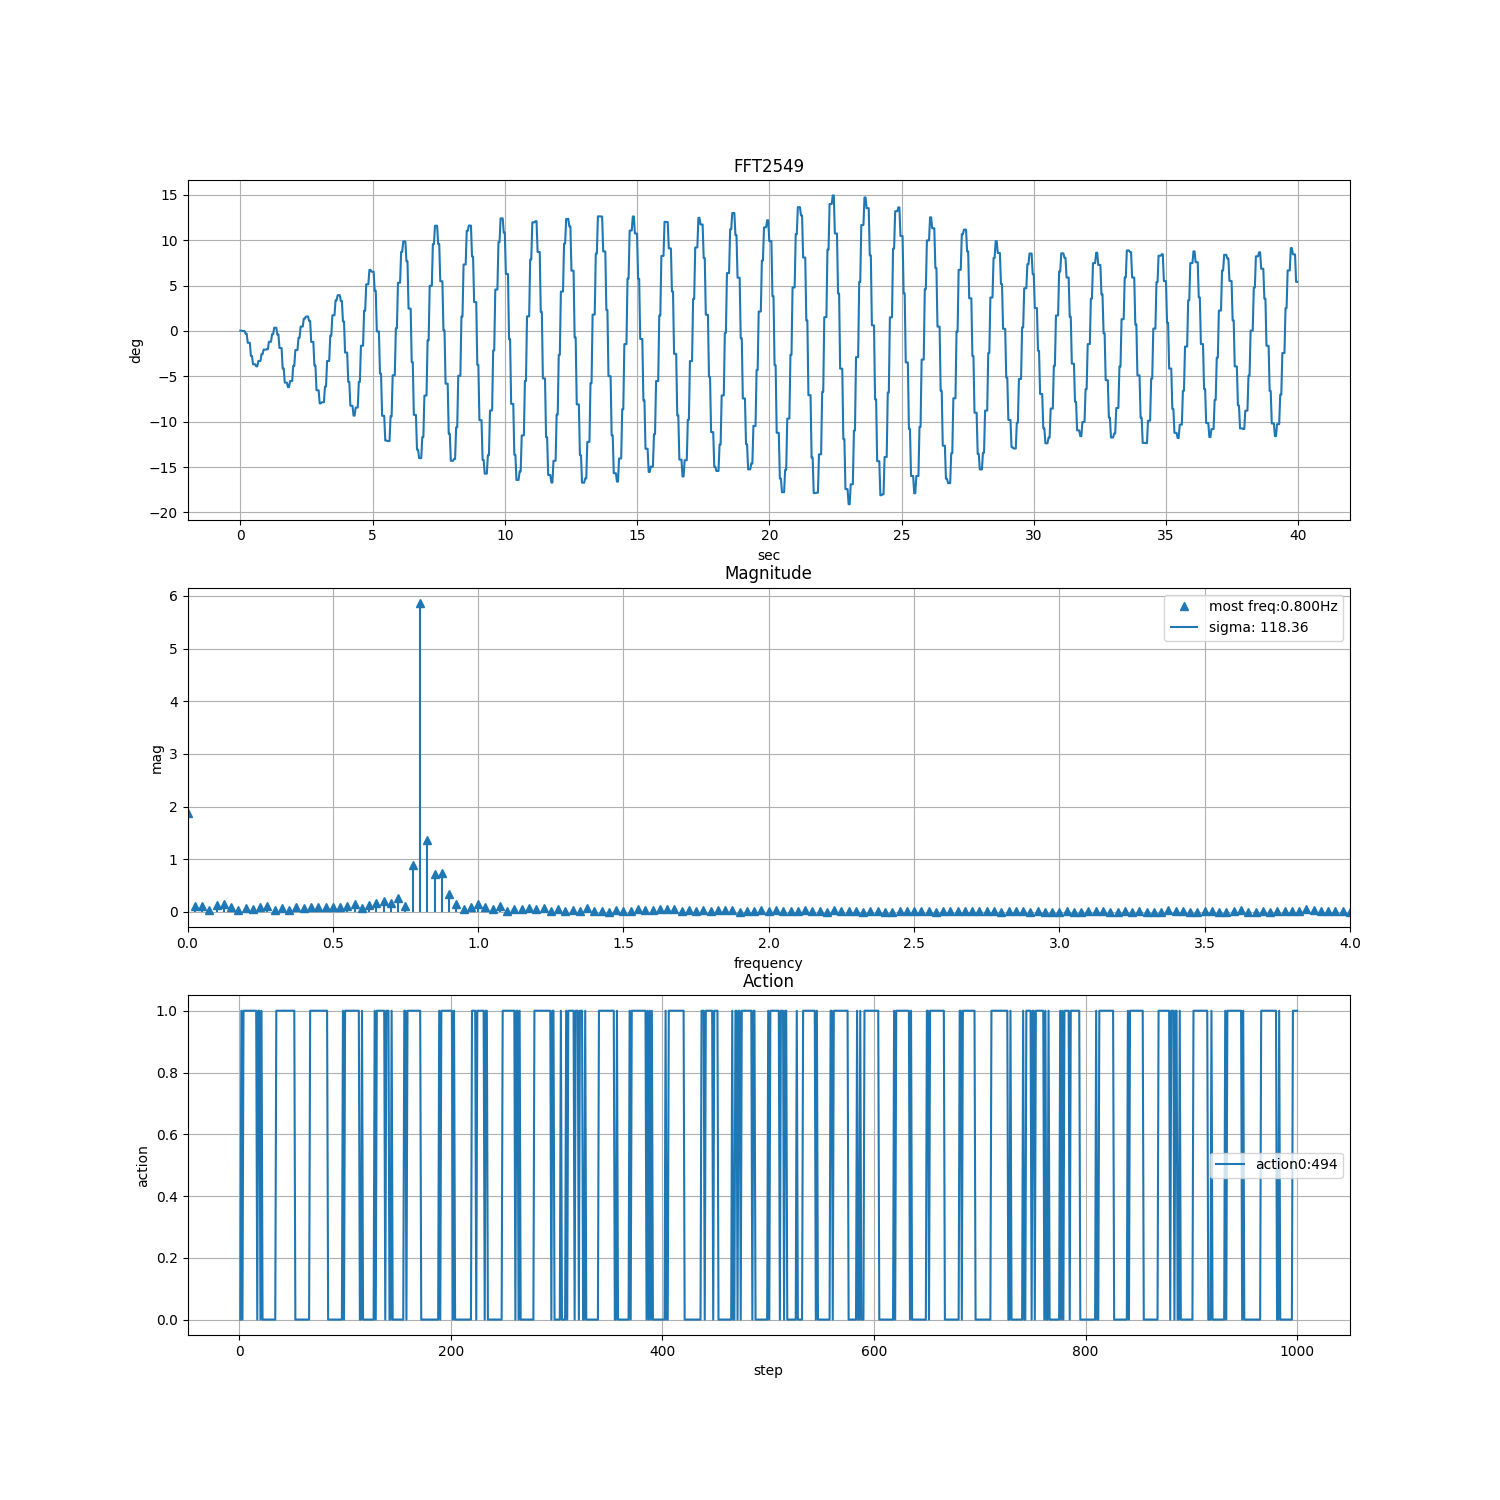 FFT2549
15
10
5
0
−5
−10
−15
−20
deg
0 5 10 15 20 25 30 35 40
sec
Magnitude
6
5
4
3
2
1
0
mag
most freq:0.800Hz
sigma: 118.36
0.0 0.5 1.0 1.5 2.0 2.5 3.0 3.5 4.0
frequency
Action
1.0
0.8
0.6
0.4
0.2
0.0
action
action0:494
0 200 400 600 800 1000
step